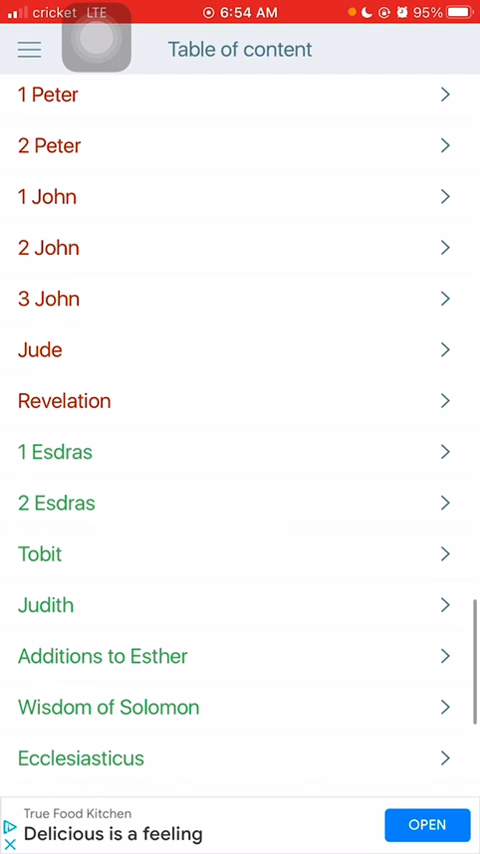 cricket LTE 6:54 AM 95%
Table of content
1 Peter
2 Peter
1 John
2 John
3 John
Jude
Revelation
1 Esdras
2 Esdras
Tobit
Judith
Additions to Esther
Wisdom of Solomon
Ecclesiasticus
True Food Kitchen
Delicious is a feeling
OPEN